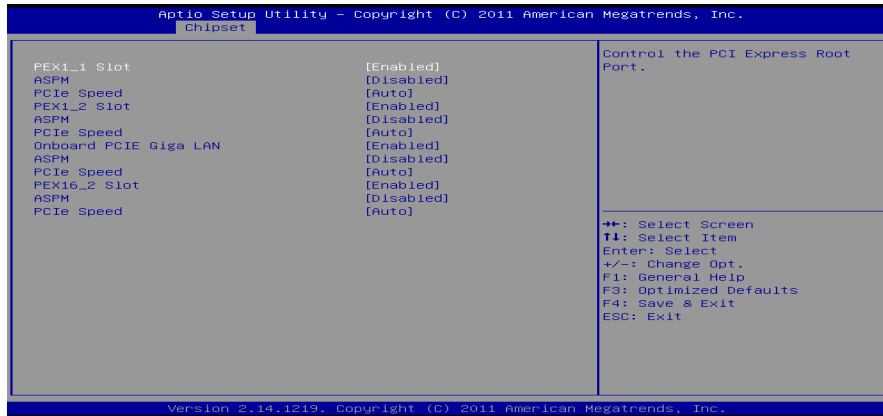 Aptio Setup Utility – Copyright (C) 2011 American Megatrends, Inc.
Chipset
PEX1_1 Slot [Enabled]
ASPM [Disabled]
PCIe Speed [Auto]
PEX1_2 Slot [Enabled]
ASPM [Disabled]
PCIe Speed [Auto]
Onboard PCIE Giga LAN [Enabled]
ASPM [Disabled]
PCIe Speed [Auto]
PEX16_2 Slot [Enabled]
ASPM [Disabled]
PCIe Speed [Auto]
Control the PCI Express Root
Port.
→←: Select Screen
↑↓: Select Item
Enter: Select
+/-: Change Opt.
F1: General Help
F3: Optimized Defaults
F4: Save & Exit
ESC: Exit
Version 2.14.1219. Copyright (C) 2011 American Megatrends, Inc.